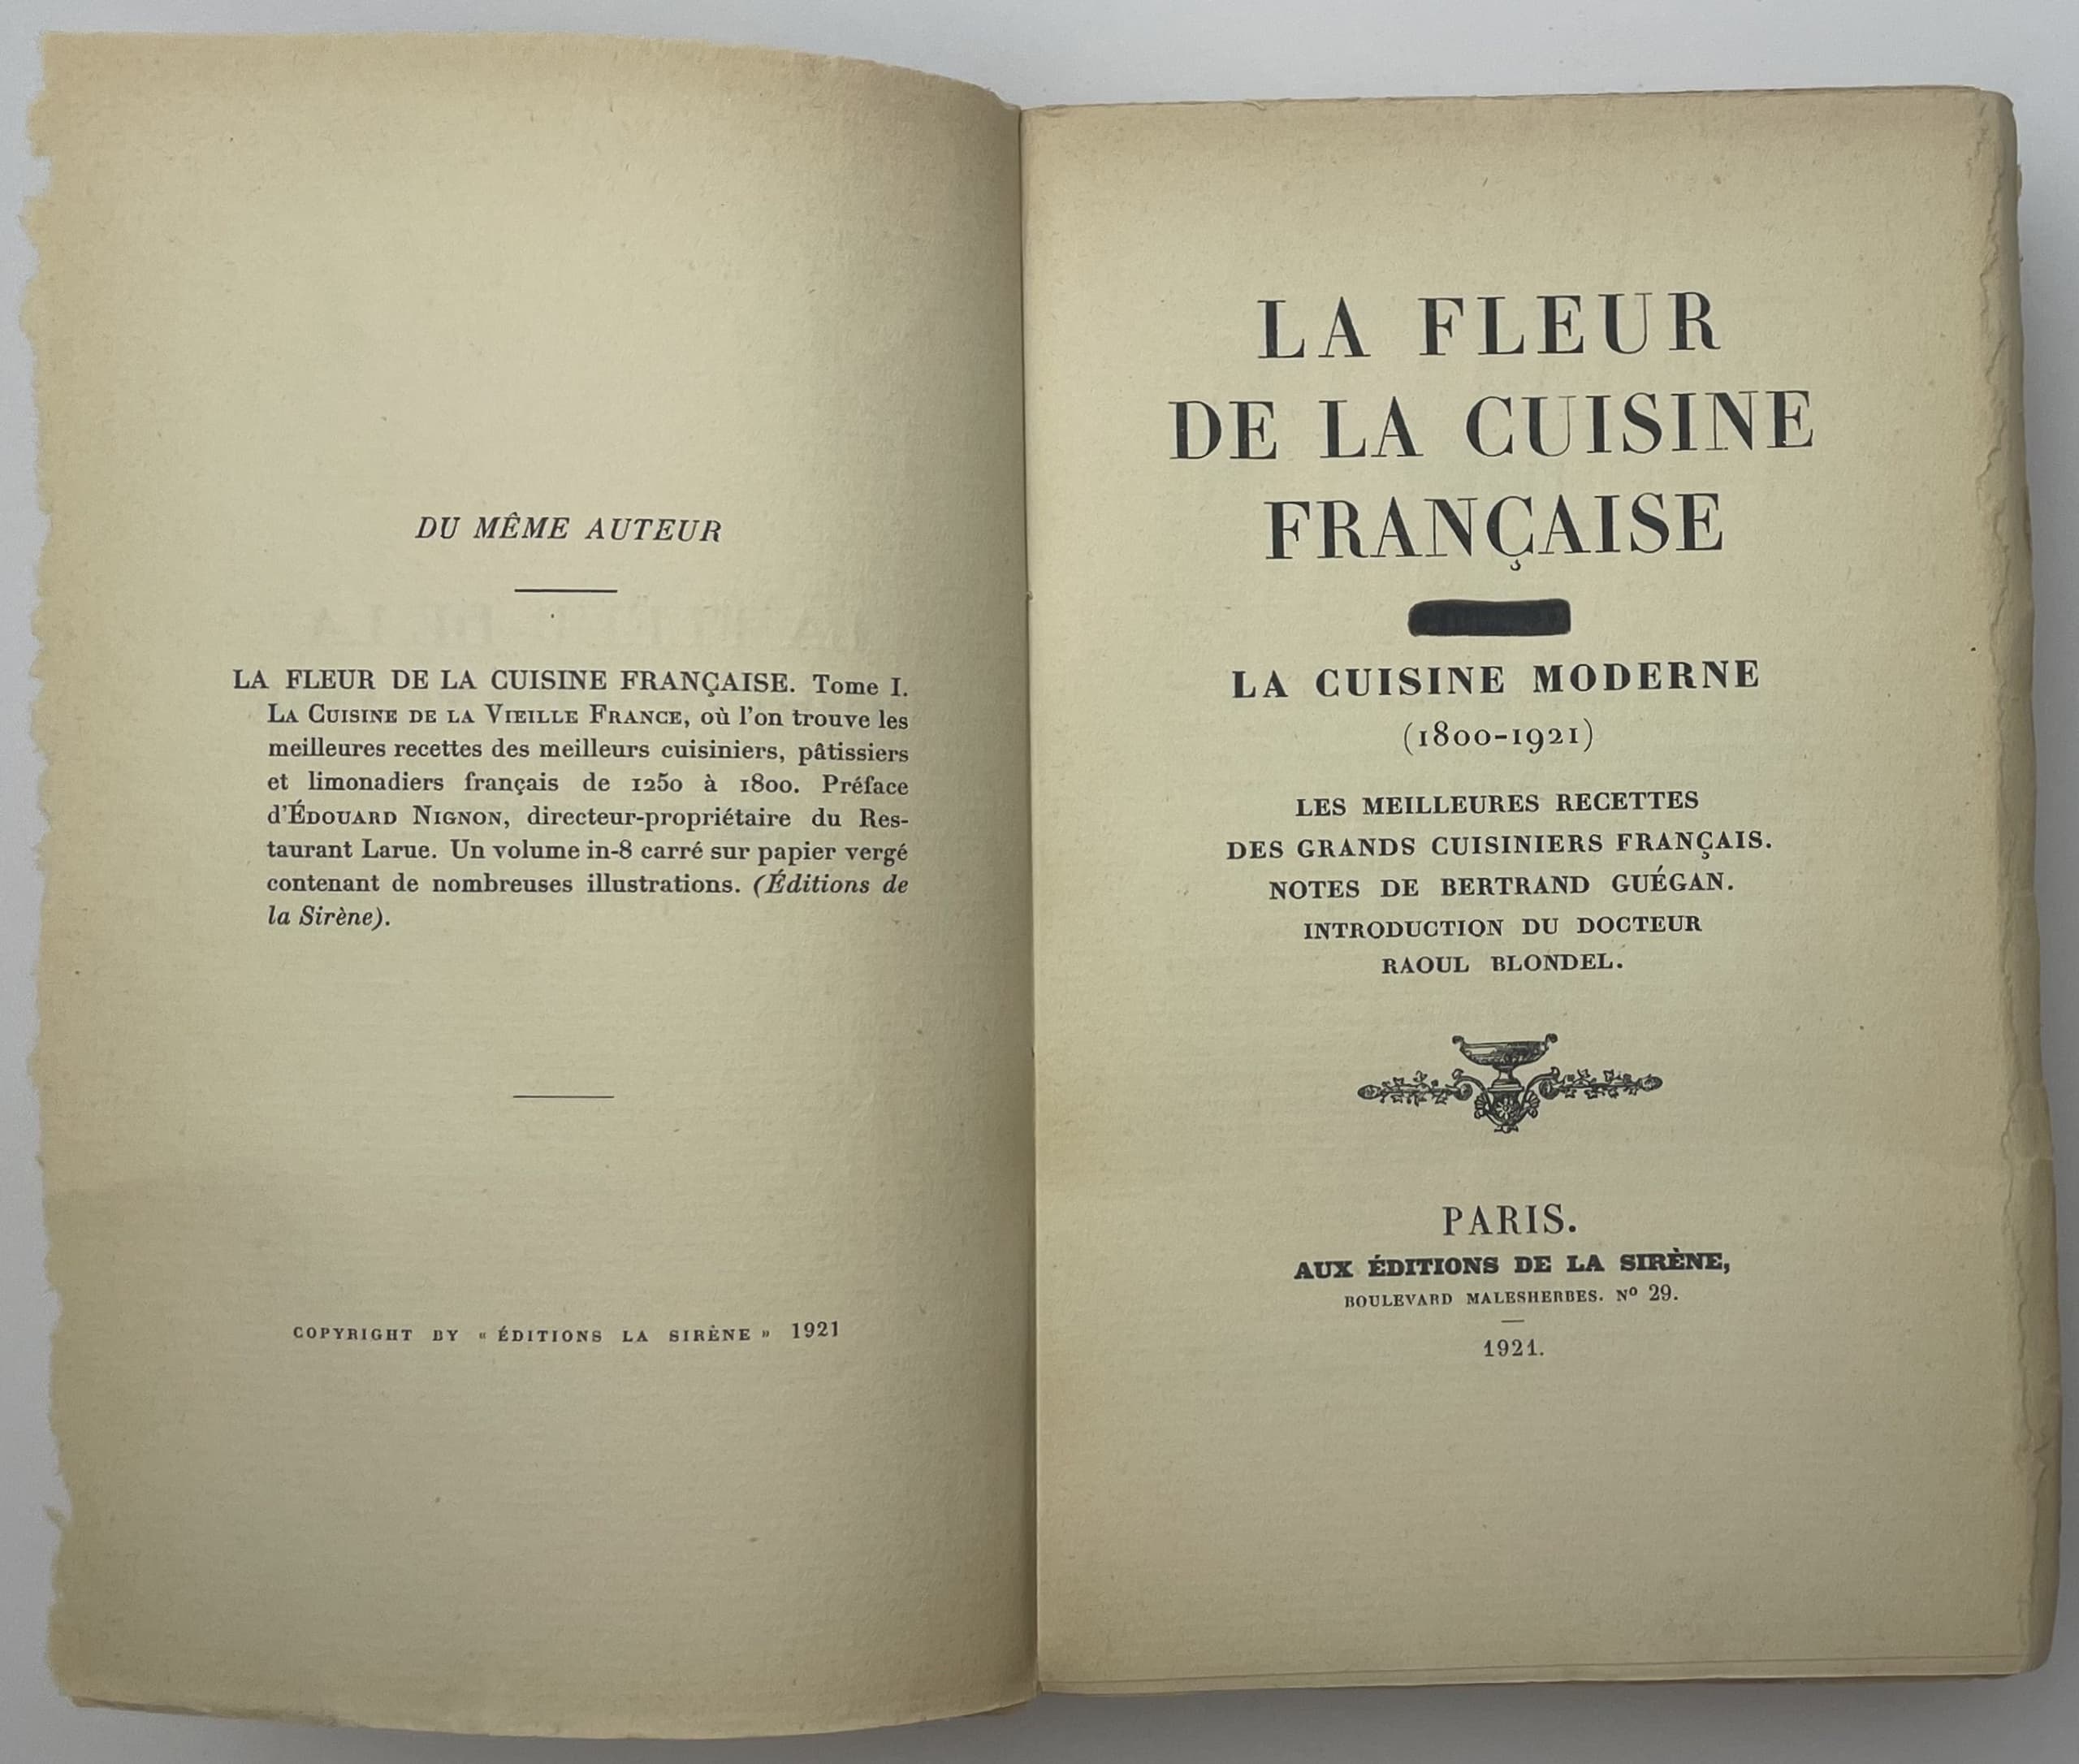 DU MÊME AUTEUR
LA FLEUR DE LA CUISINE FRANÇAISE. Tome I.
LA CUISINE DE LA VIEILLE FRANCE, où l'on trouve les
meilleures recettes des meilleurs cuisiniers, pâtissiers
et limonadiers français de 1250 à 1800. Préface
d'ÉDOUARD NIGNON, directeur-propriétaire du Res-
taurant Larue. Un volume in-8 carré sur papier vergé
contenant de nombreuses illustrations. (Éditions de
la Sirène).
COPYRIGHT BY « ÉDITIONS LA SIRÈNE » 1921
LA FLEUR
DE LA CUISINE
FRANÇAISE
LA CUISINE MODERNE
(1800-1921)
LES MEILLEURES RECETTES
DES GRANDS CUISINIERS FRANÇAIS.
NOTES DE BERTRAND GUÉGAN.
INTRODUCTION DU DOCTEUR
RAOUL BLONDEL.
PARIS.
AUX ÉDITIONS DE LA SIRÈNE,
BOULEVARD MALESHERBES. Nº 29.
1921.